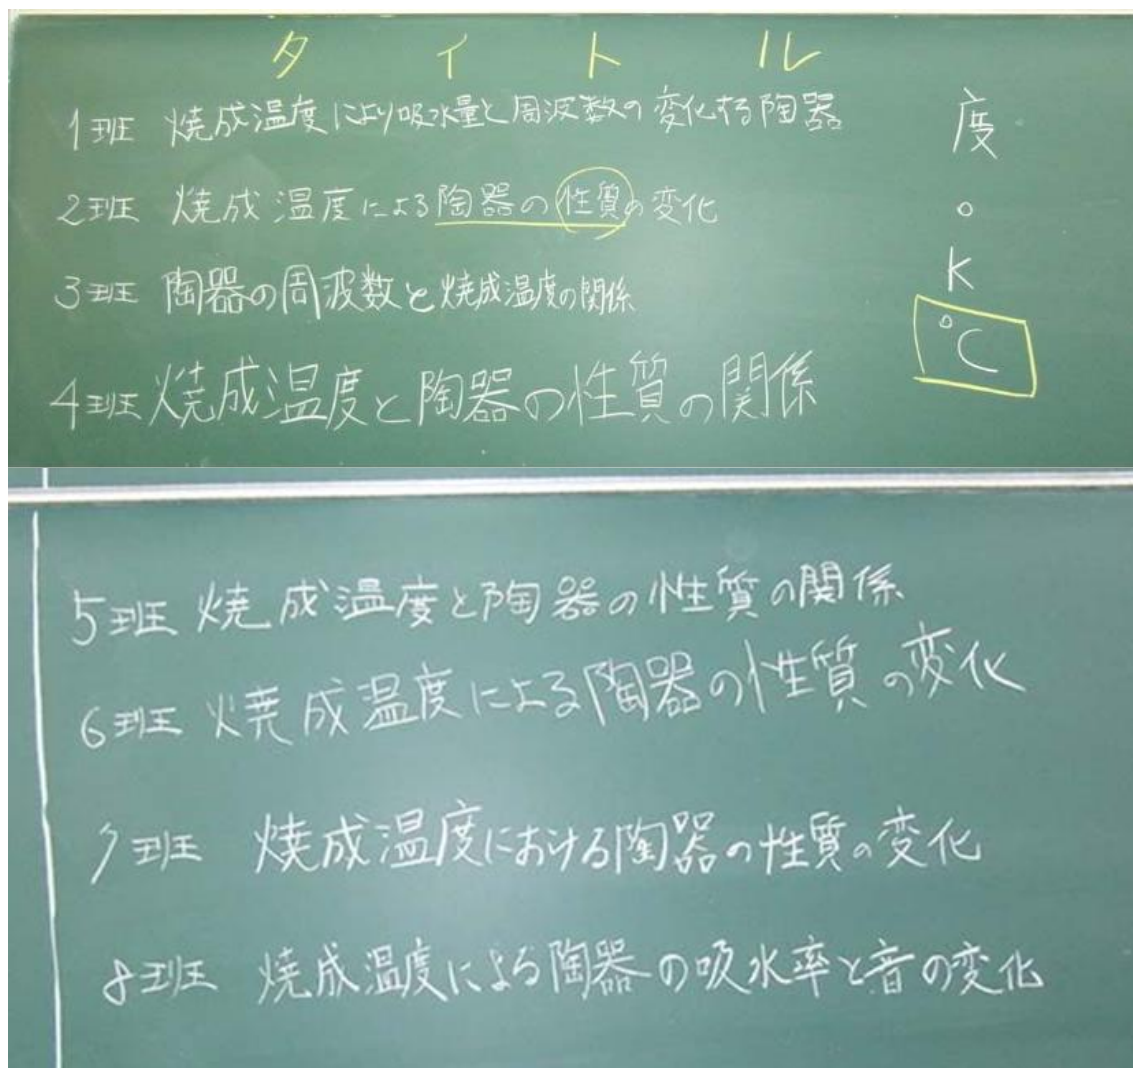 タイトル
1班 焼成温度により吸水量と周波数の変化する陶器
2班 焼成温度による陶器の性質の変化
3班 陶器の周波数と焼成温度の関係
4班 焼成温度と陶器の性質の関係
度
°
K
°C
5班 焼成温度と陶器の性質の関係
6班 焼成温度による陶器の性質の変化
7班 焼成温度における陶器の性質の変化
8班 焼成温度による陶器の吸水率と音の変化